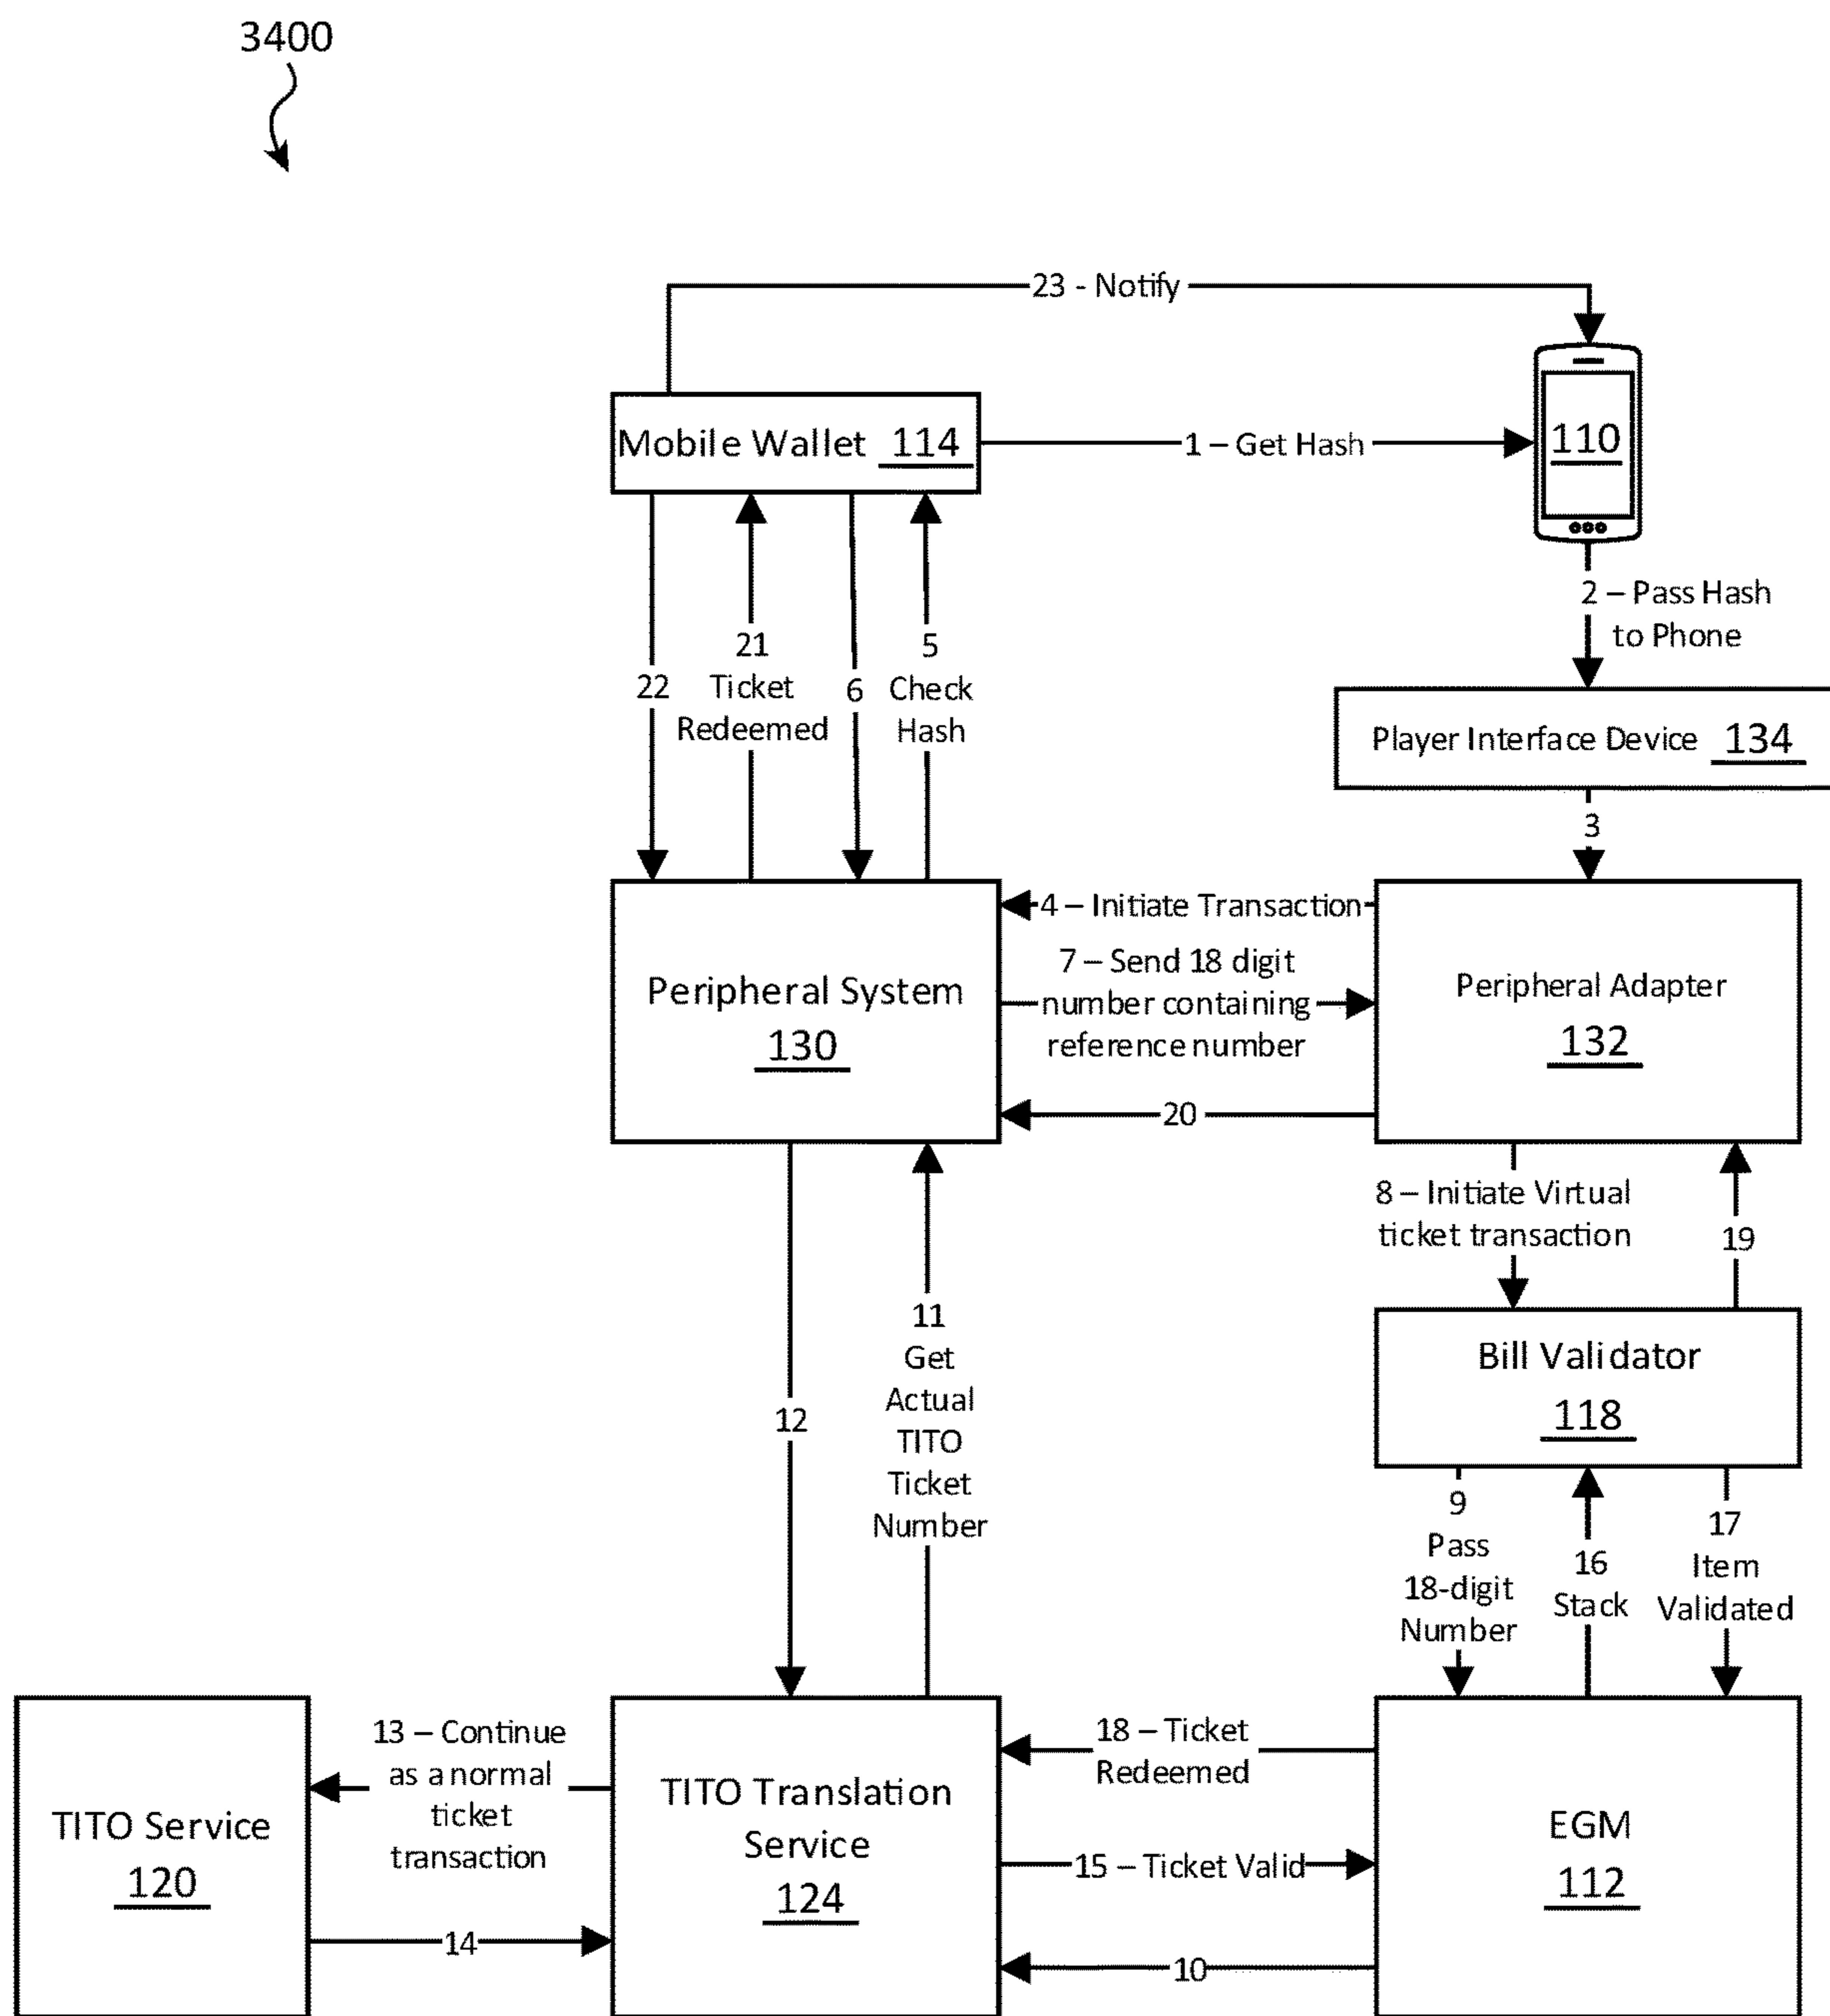 3400
23 - Notify
Mobile Wallet 114
1 – Get Hash
110
2 – Pass Hash
to Phone
22
21
Ticket
Redeemed
6
5
Check
Hash
Player Interface Device 134
3
4 – Initiate Transaction
7 – Send 18 digit
number containing
reference number
20
Peripheral System
130
Peripheral Adapter
132
8 – Initiate Virtual
ticket transaction
19
12
11
Get
Actual
TITO
Ticket
Number
Bill Validator
118
9
Pass
18-digit
Number
16
Stack
17
Item
Validated
TITO Service
120
13 – Continue
as a normal
ticket
transaction
14
TITO Translation
Service
124
18 – Ticket
Redeemed
15 – Ticket Valid
10
EGM
112